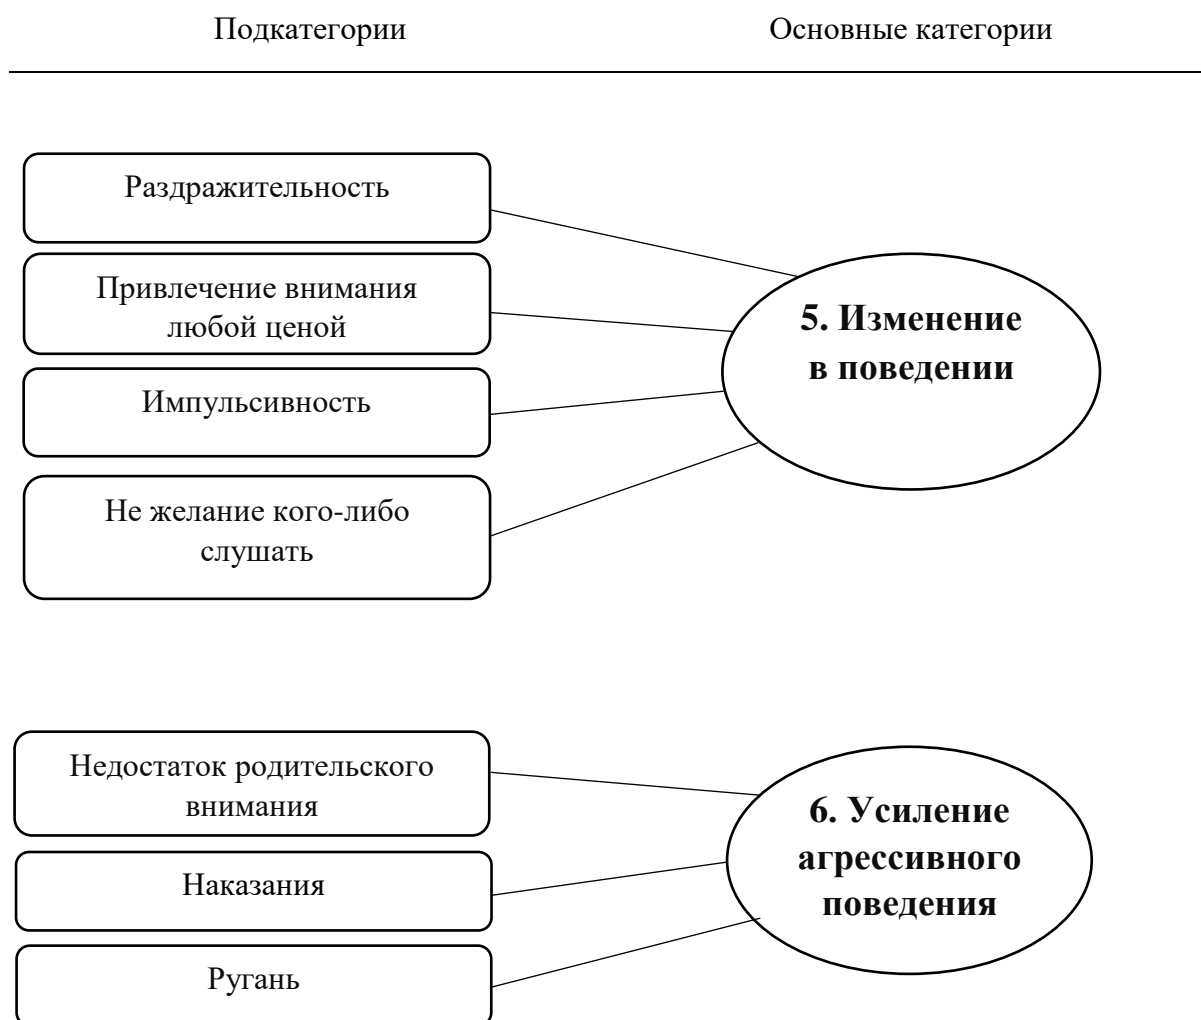 Подкатегории
Основные категории
Раздражительность
Привлечение внимания
любой ценой
Импульсивность
Не желание кого-либо
слушать
5. Изменение
в поведении
Недостаток родительского
внимания
Наказания
Ругань
6. Усиление
агрессивного
поведения